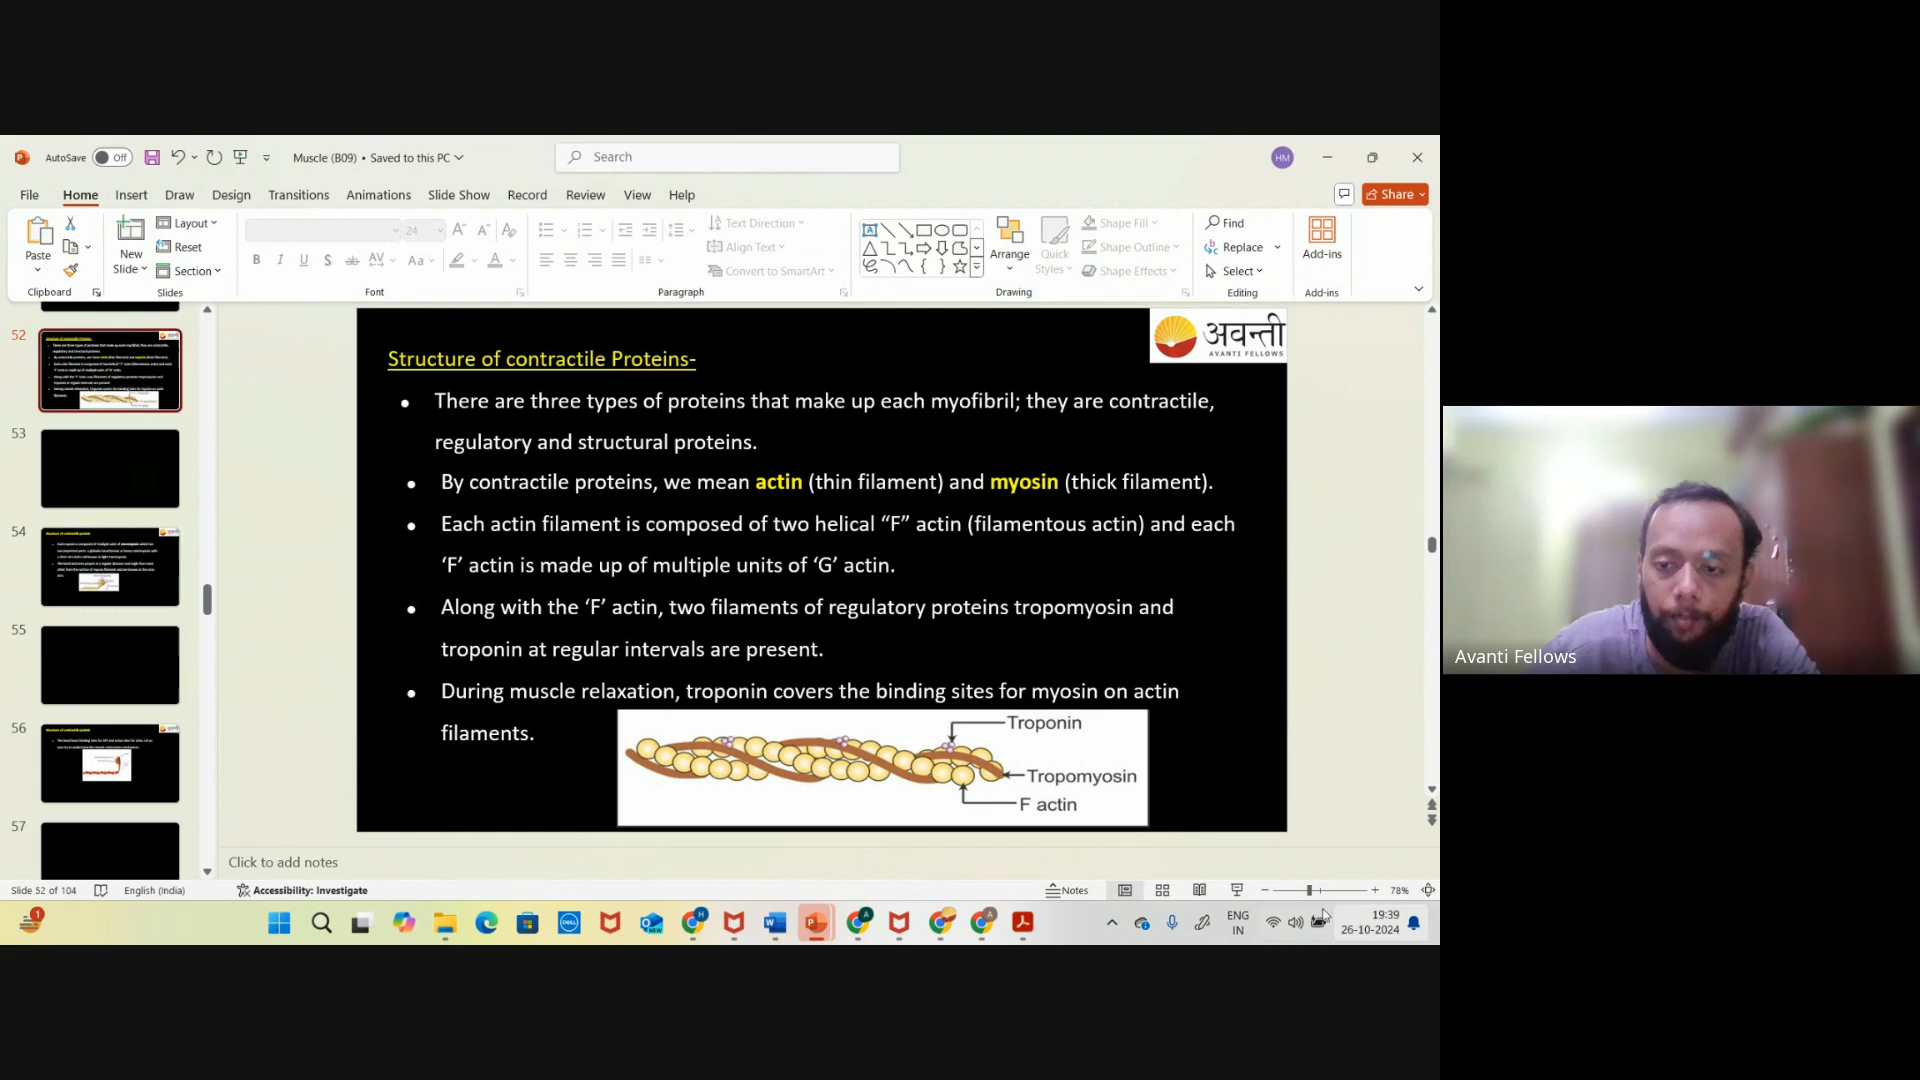 AutoSave Off Muscle (B09) • Saved to this PC Search HM
File Home Insert Draw Design Transitions Animations Slide Show Record Review View Help Share
Paste
Clipboard
New
Slide
Layout
Reset
Section
Slides
24
B I U S ab AV Aa A
Font
Text Direction
Align Text
Convert to SmartArt
Paragraph
Arrange
Quick
Styles
Shape Fill
Shape Outline
Shape Effects
Drawing
Find
Replace
Select
Editing
Add-ins
Add-ins
52
53
54
55
56
57
अवन्ती
AVANTI FELLOWS
Structure of contractile Proteins-
● There are three types of proteins that make up each myofibril; they are contractile,
regulatory and structural proteins.
● By contractile proteins, we mean actin (thin filament) and myosin (thick filament).
● Each actin filament is composed of two helical “F” actin (filamentous actin) and each
‘F’ actin is made up of multiple units of ‘G’ actin.
● Along with the ‘F’ actin, two filaments of regulatory proteins tropomyosin and
troponin at regular intervals are present.
● During muscle relaxation, troponin covers the binding sites for myosin on actin
filaments.
Troponin
Tropomyosin
F actin
Click to add notes
Slide 52 of 104 English (India) Accessibility: Investigate Notes 78%
ENG
IN
19:39
26-10-2024
Avanti Fellows